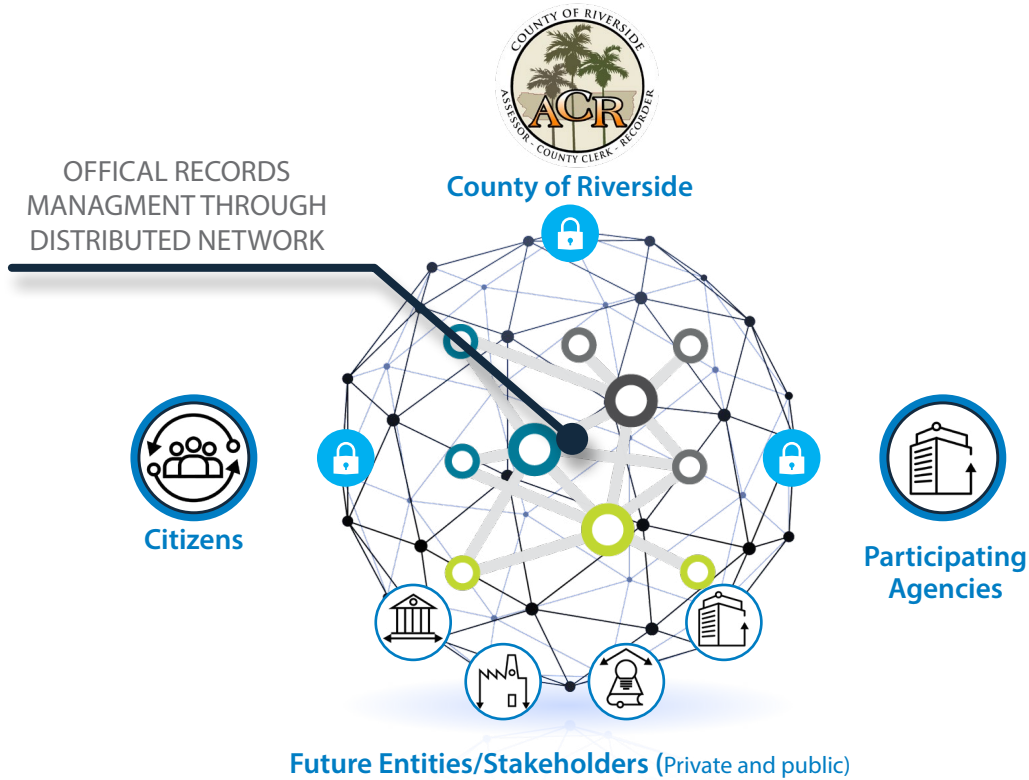 COUNTY OF RIVERSIDE
ACR
ASSESSOR - COUNTY CLERK - RECORDER
County of Riverside
OFFICAL RECORDS
MANAGMENT THROUGH
DISTRIBUTED NETWORK
Citizens
Participating
Agencies
Future Entities/Stakeholders (Private and public)